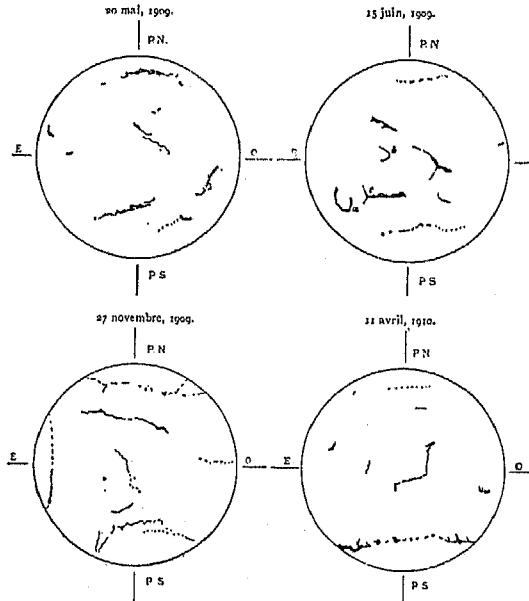 20 mai, 1909.
P.N.
E
O
P S
15 juin, 1909.
P N
P S
27 novembre, 1909.
P N
E
O
P S
11 avril, 1910.
P N
E
O
P S